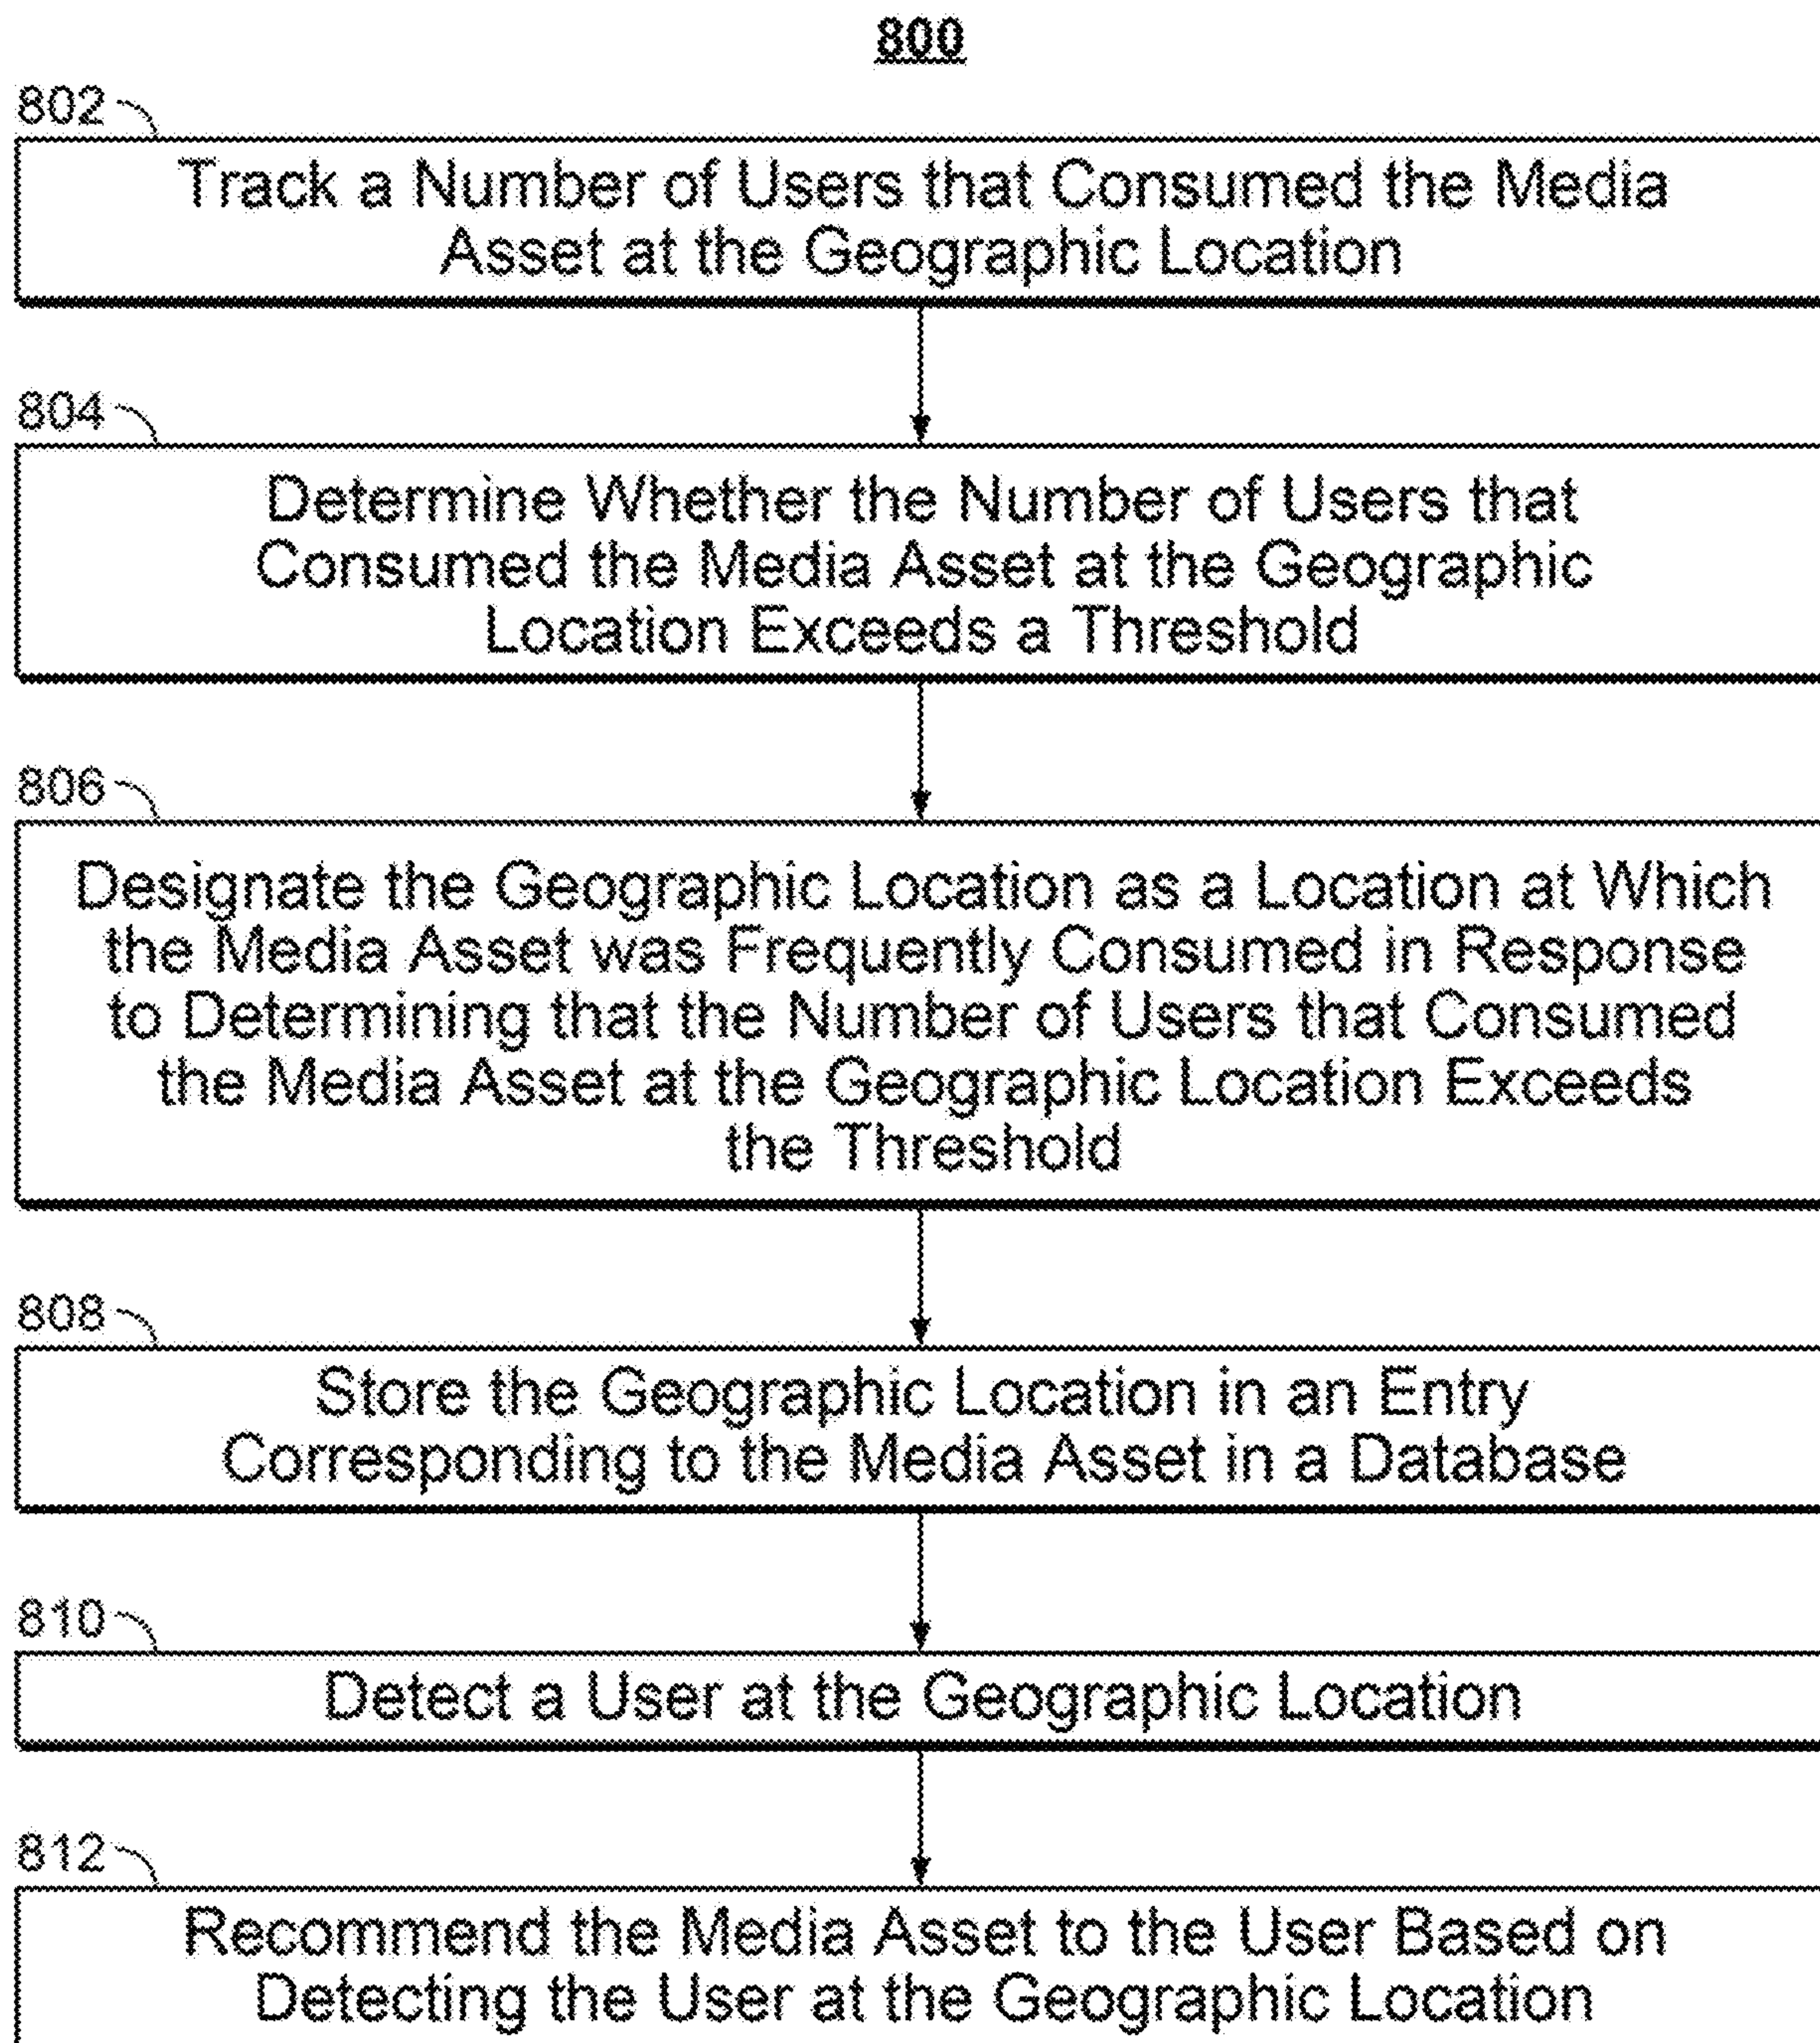 800
802
Track a Number of Users that Consumed the Media
Asset at the Geographic Location
804
Determine Whether the Number of Users that
Consumed the Media Asset at the Geographic
Location Exceeds a Threshold
806
Designate the Geographic Location as a Location at Which
the Media Asset was Frequently Consumed in Response
to Determining that the Number of Users that Consumed
the Media Asset at the Geographic Location Exceeds
the Threshold
808
Store the Geographic Location in an Entry
Corresponding to the Media Asset in a Database
810
Detect a User at the Geographic Location
812
Recommend the Media Asset to the User Based on
Detecting the User at the Geographic Location